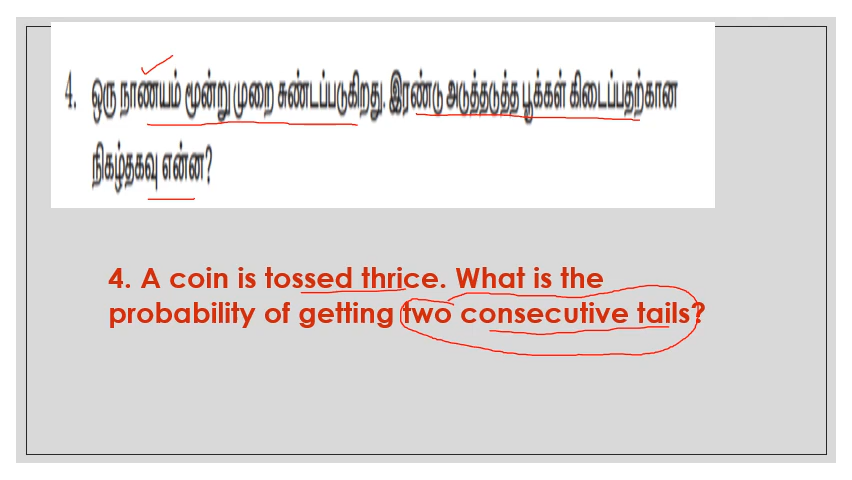 4. ஒரு நாணயம் மூன்று முறை சுண்டப்படுகிறது. இரண்டு அடுத்தடுத்த பூக்கள் கிடைப்பதற்கான
நிகழ்தகவு என்ன?
4. A coin is tossed thrice. What is the
probability of getting two consecutive tails?